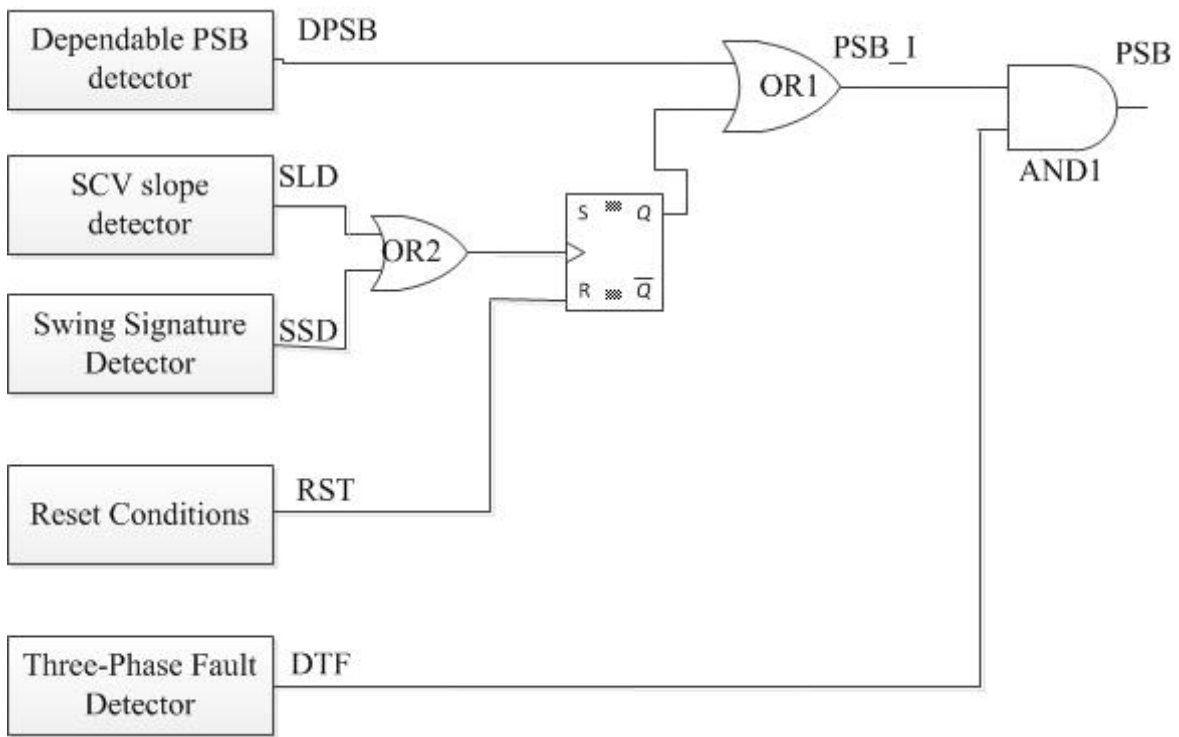 Dependable PSB
detector
DPSB
OR1
PSB_I
PSB
AND1
SCV slope
detector
SLD
OR2
S Q
R Q̅
Swing Signature
Detector
SSD
Reset Conditions
RST
Three-Phase Fault
Detector
DTF